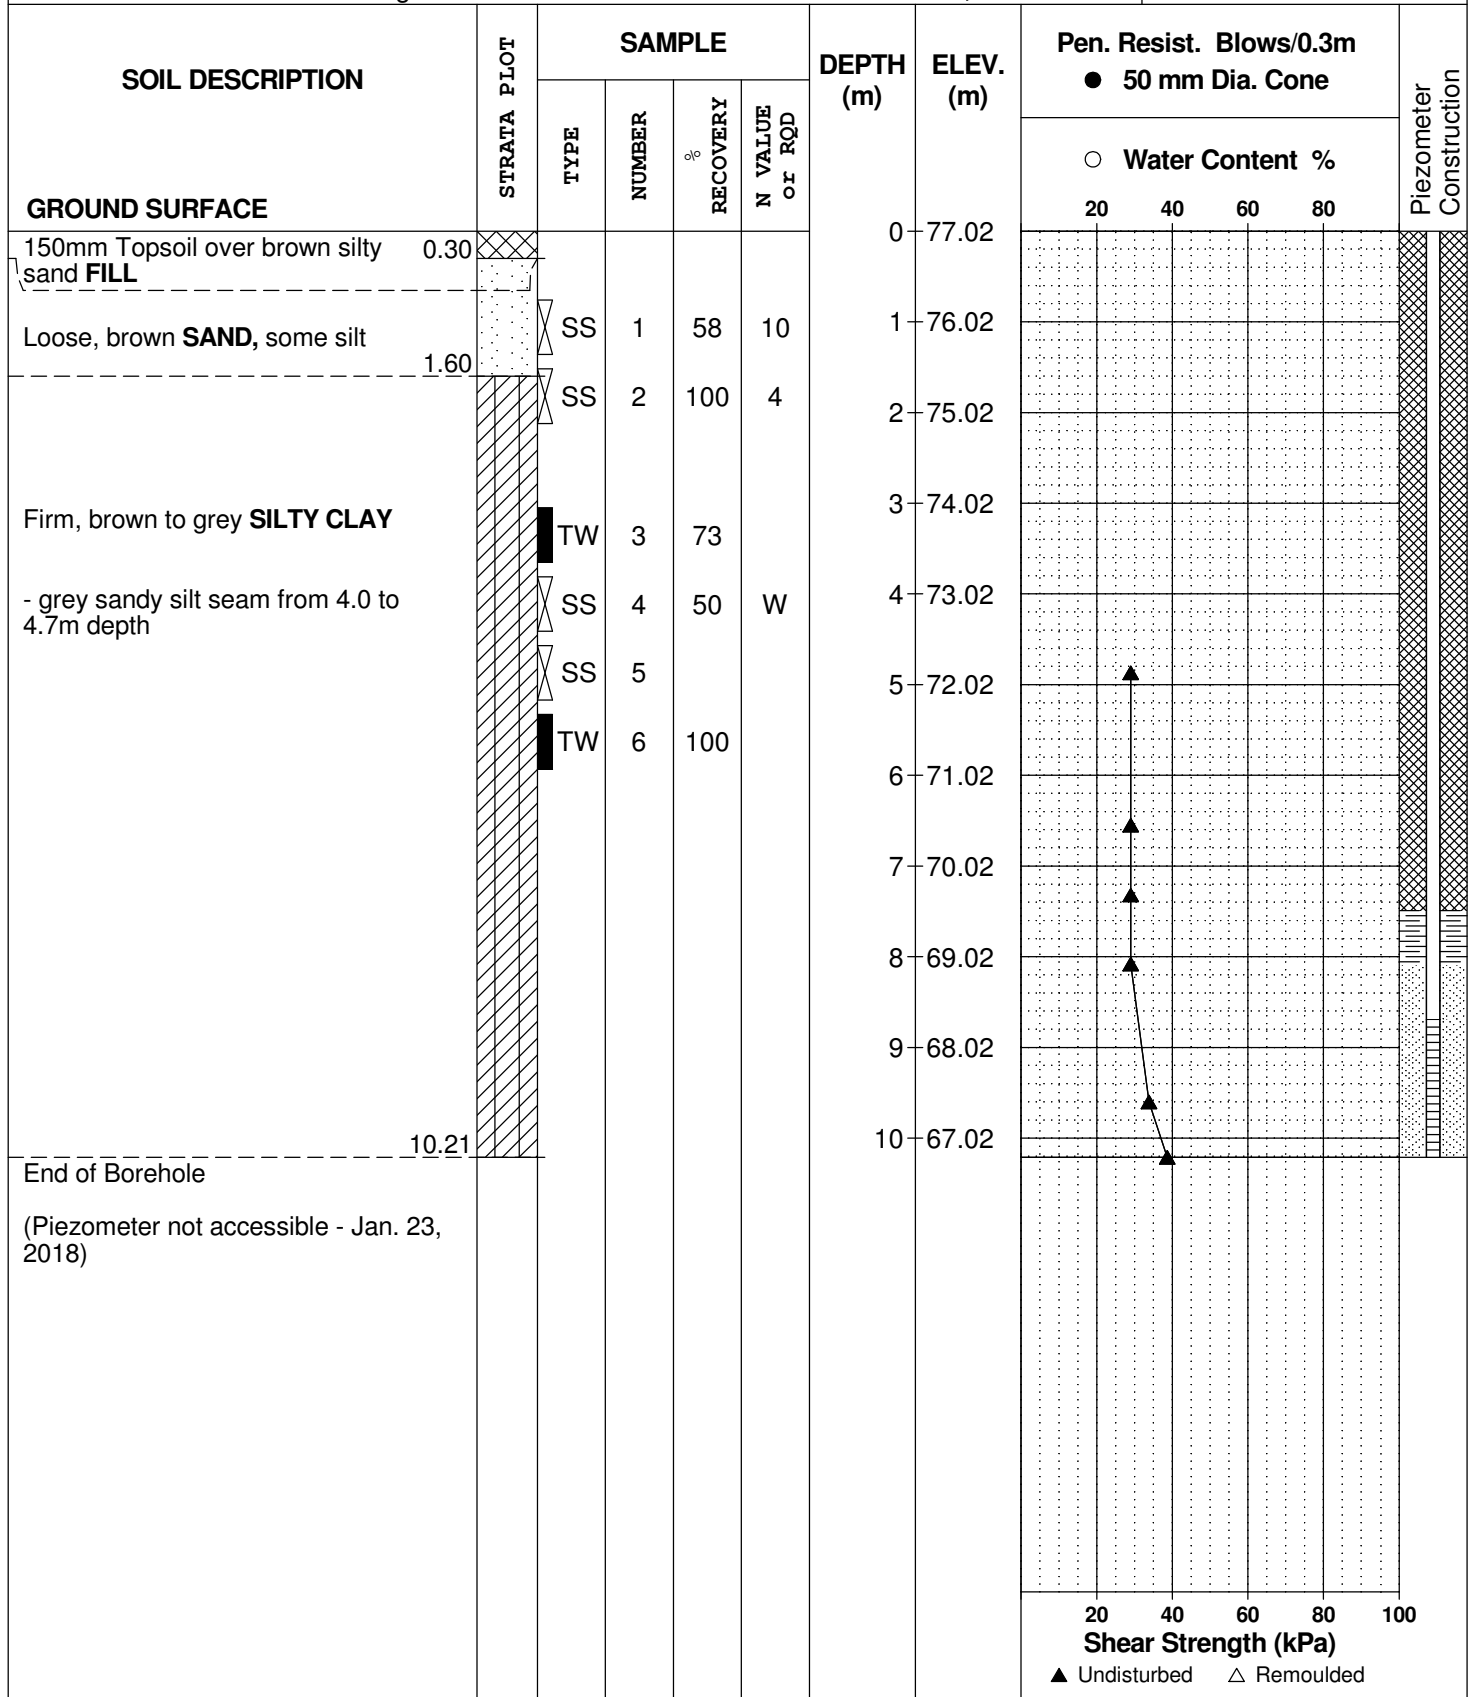 SOIL DESCRIPTION
GROUND SURFACE
STRATA PLOT
SAMPLE
TYPE
NUMBER
%
RECOVERY
N VALUE
or RQD
DEPTH
(m)
ELEV.
(m)
Pen. Resist. Blows/0.3m
● 50 mm Dia. Cone
○ Water Content %
20 40 60 80
Piezometer
Construction
0 77.02
150mm Topsoil over brown silty 0.30
sand FILL
Loose, brown SAND, some silt
1.60
SS 1 58 10
1 76.02
SS 2 100 4
2 75.02
3 74.02
Firm, brown to grey SILTY CLAY
TW 3 73
- grey sandy silt seam from 4.0 to
4.7m depth
SS 4 50 W
4 73.02
SS 5
5 72.02
TW 6 100
6 71.02
7 70.02
8 69.02
9 68.02
10 67.02
10.21
End of Borehole
(Piezometer not accessible - Jan. 23,
2018)
20 40 60 80 100
Shear Strength (kPa)
▲ Undisturbed △ Remoulded